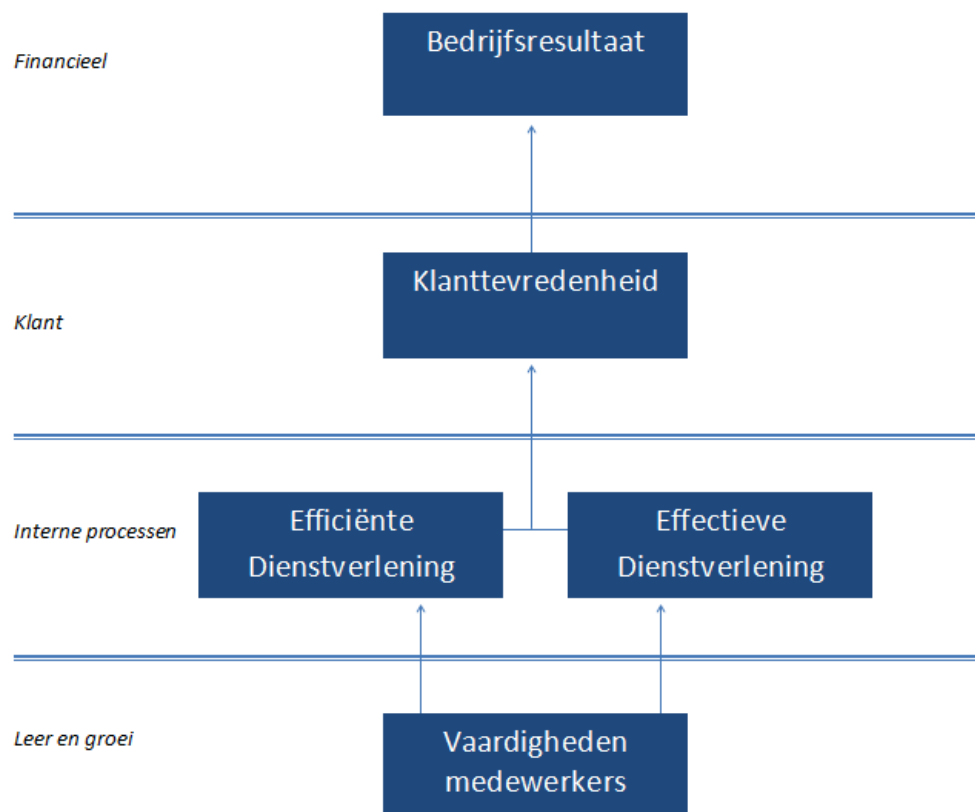 Financieel
Bedrijfsresultaat
Klant
Klanttevredenheid
Interne processen
Efficiënte
Dienstverlening
Effectieve
Dienstverlening
Leer en groei
Vaardigheden
medewerkers